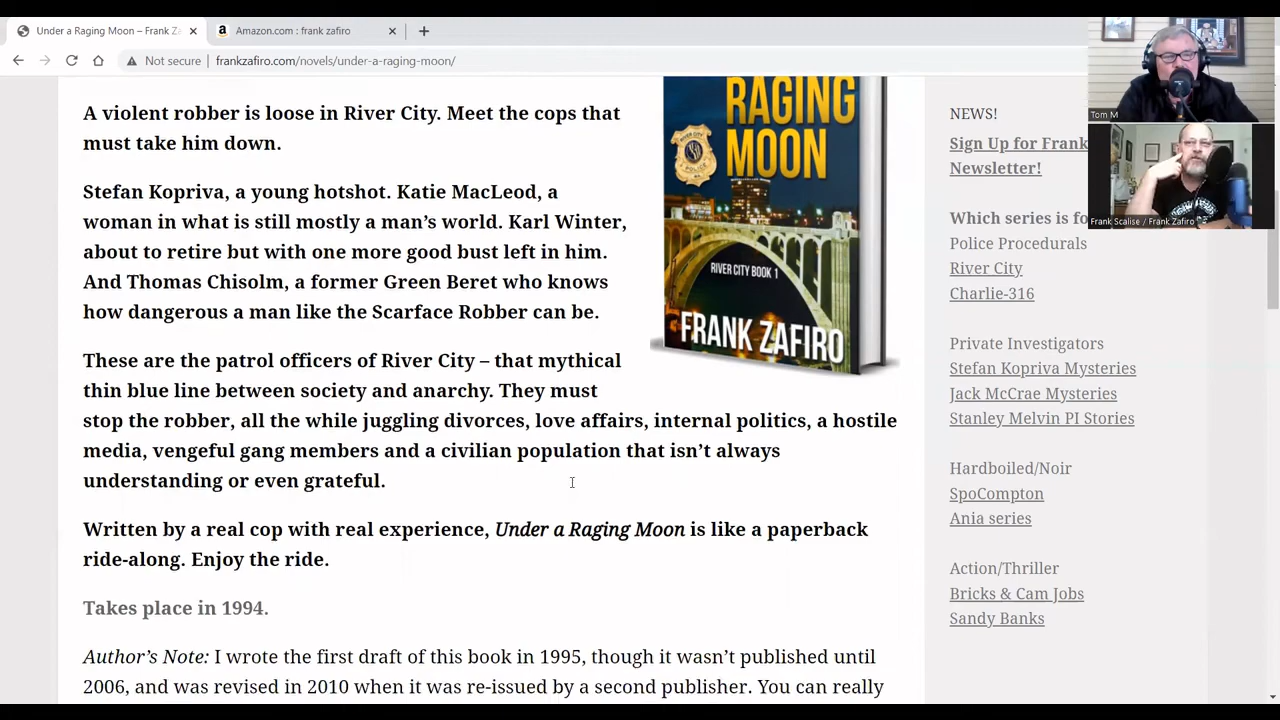 Under a Raging Moon – Frank Za
Amazon.com : frank zafiro
Not secure
frankzafiro.com/novels/under-a-raging-moon/
A violent robber is loose in River City. Meet the cops that
must take him down.
Stefan Kopriva, a young hotshot. Katie MacLeod, a
woman in what is still mostly a man’s world. Karl Winter,
about to retire but with one more good bust left in him.
And Thomas Chisolm, a former Green Beret who knows
how dangerous a man like the Scarface Robber can be.
These are the patrol officers of River City – that mythical
thin blue line between society and anarchy. They must
stop the robber, all the while juggling divorces, love affairs, internal politics, a hostile
media, vengeful gang members and a civilian population that isn’t always
understanding or even grateful.
Written by a real cop with real experience, Under a Raging Moon is like a paperback
ride-along. Enjoy the ride.
Takes place in 1994.
Author’s Note: I wrote the first draft of this book in 1995, though it wasn’t published until
2006, and was revised in 2010 when it was re-issued by a second publisher. You can really
RAGING
MOON
RIVER CITY BOOK 1
FRANK ZAFIRO
NEWS!
Sign Up for Frank
Newsletter!
Which series is fo
Police Procedurals
River City
Charlie-316
Private Investigators
Stefan Kopriva Mysteries
Jack McCrae Mysteries
Stanley Melvin PI Stories
Hardboiled/Noir
SpoCompton
Ania series
Action/Thriller
Bricks & Cam Jobs
Sandy Banks
Tom M
Frank Scalise / Frank Zafiro